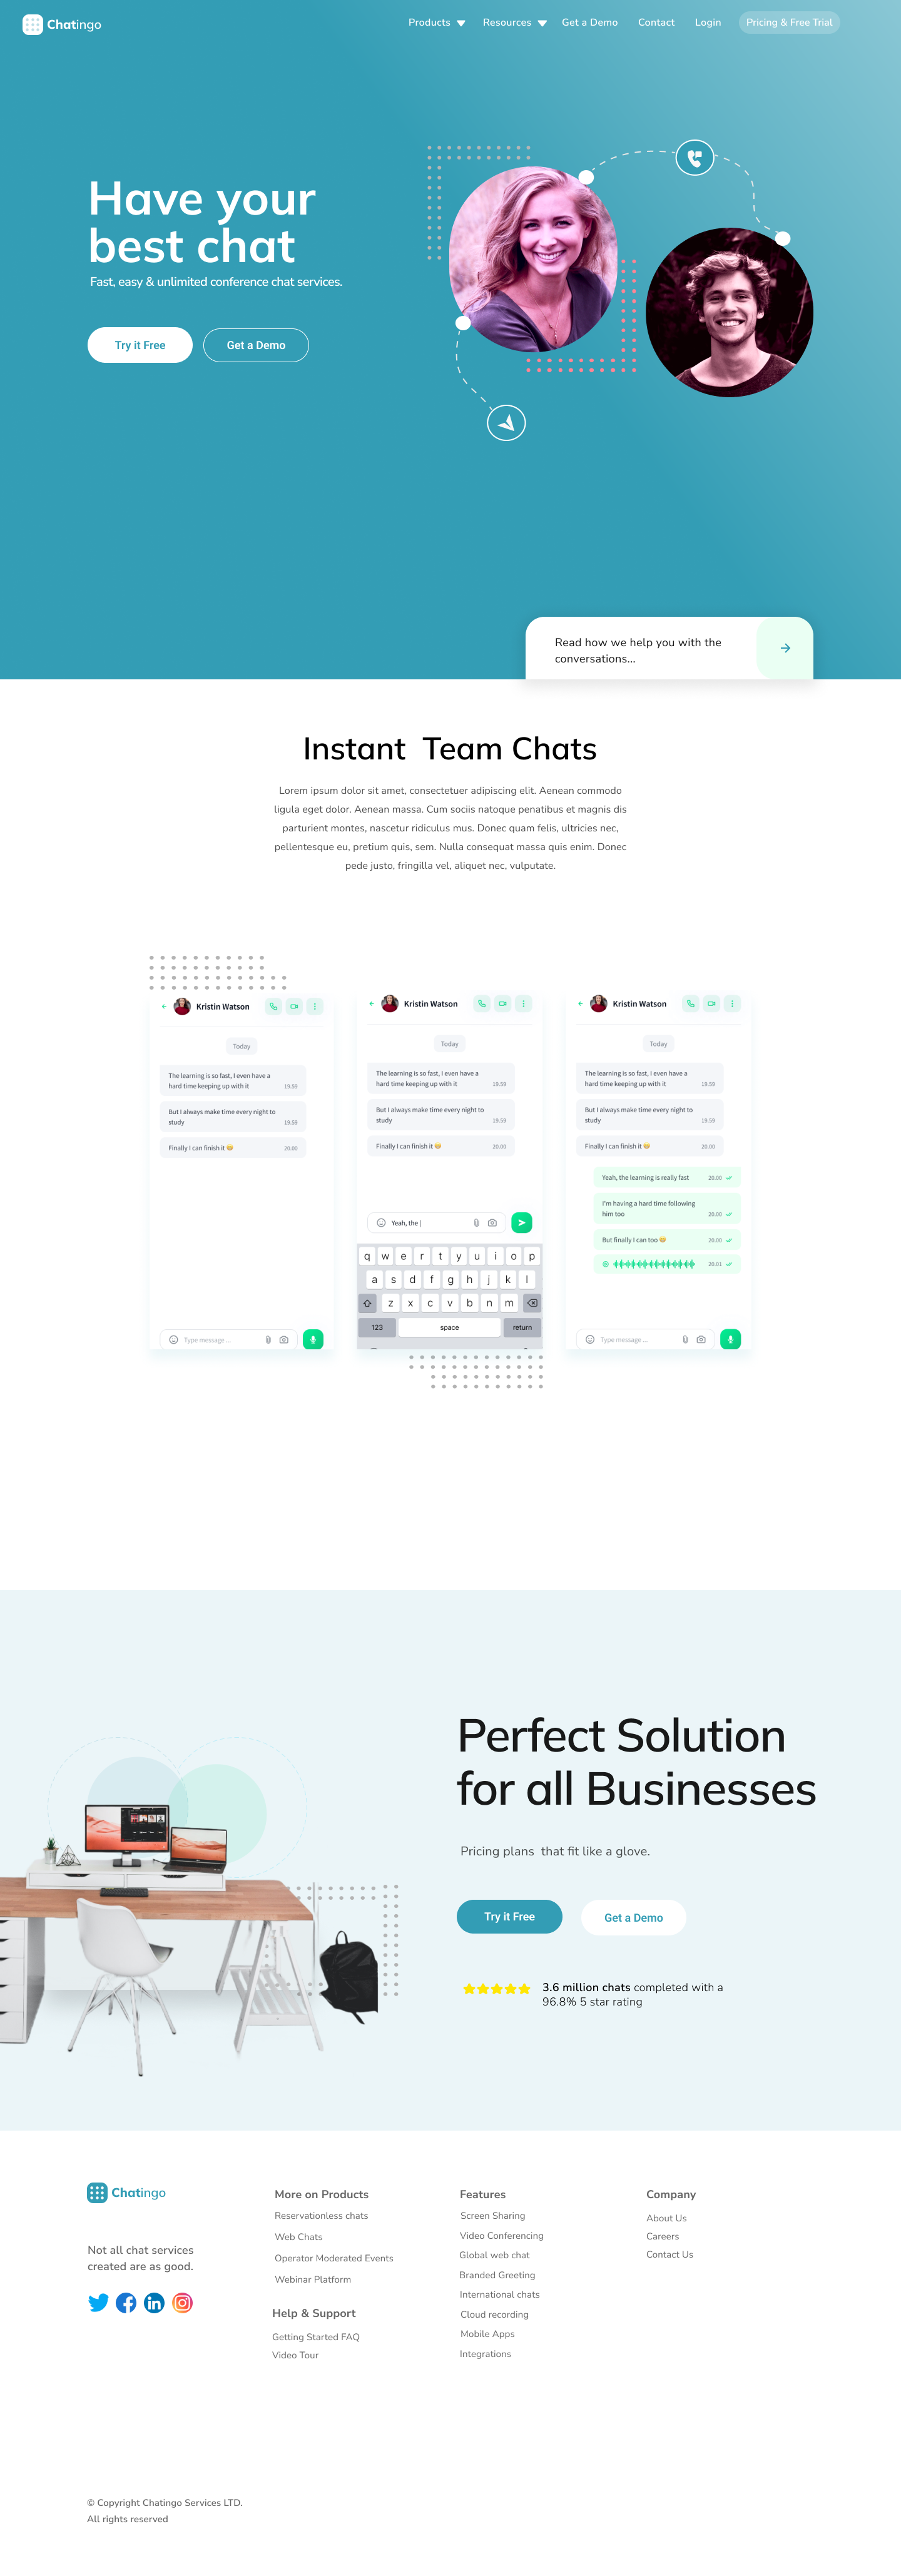 Chatingo
Products
Resources
Get a Demo
Contact
Login
Pricing & Free Trial
Have your
best chat
Fast, easy & unlimited conference chat services.
Try it Free
Get a Demo
Read how we help you with the
conversations...
Instant Team Chats
Lorem ipsum dolor sit amet, consectetuer adipiscing elit. Aenean commodo
ligula eget dolor. Aenean massa. Cum sociis natoque penatibus et magnis dis
parturient montes, nascetur ridiculus mus. Donec quam felis, ultricies nec,
pellentesque eu, pretium quis, sem. Nulla consequat massa quis enim. Donec
pede justo, fringilla vel, aliquet nec, vulputate.
Kristin Watson
Today
The learning is so fast, I even have a
hard time keeping up with it 19.59
But I always make time every night to
study 19.59
Finally I can finish it 😁 20.00
Type message ...
Kristin Watson
Today
The learning is so fast, I even have a
hard time keeping up with it 19.59
But I always make time every night to
study 19.59
Finally I can finish it 😁 20.00
Yeah, the |
q w e r t y u i o p
a s d f g h j k l
z x c v b n m
123 space return
Kristin Watson
Today
The learning is so fast, I even have a
hard time keeping up with it 19.59
But I always make time every night to
study 19.59
Finally I can finish it 😁 20.00
Yeah, the learning is really fast 20.00
I'm having a hard time following
him too 20.00
But finally I can too 😁 20.00
20.01
Type message ...
Perfect Solution
for all Businesses
Pricing plans that fit like a glove.
Try it Free
Get a Demo
3.6 million chats completed with a
96.8% 5 star rating
Chatingo
Not all chat services
created are as good.
More on Products
Reservationless chats
Web Chats
Operator Moderated Events
Webinar Platform
Help & Support
Getting Started FAQ
Video Tour
Features
Screen Sharing
Video Conferencing
Global web chat
Branded Greeting
International chats
Cloud recording
Mobile Apps
Integrations
Company
About Us
Careers
Contact Us
© Copyright Chatingo Services LTD.
All rights reserved